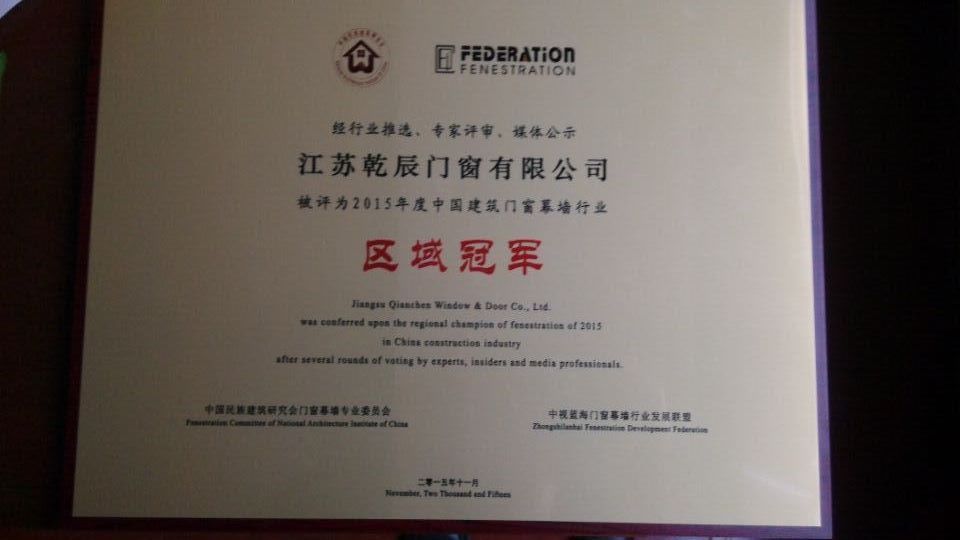 FEDERATION
FENESTRATION
经行业推选、专家评审、媒体公示
江苏乾辰门窗有限公司
被评为2015年度中国建筑门窗幕墙行业
区域冠军
Jiangsu Qianchen Window & Door Co., Ltd.
was conferred upon the regional champion of fenestration of 2015
in China construction industry
after several rounds of voting by experts, insiders and media professionals.
中国民族建筑研究会门窗幕墙专业委员会
Fenestration Committee of National Architecture Institute of China
中视蓝海门窗幕墙行业发展联盟
Zhongshilanhai Fenestration Development Federation
二零一五年十一月
November, Two Thousand and Fifteen